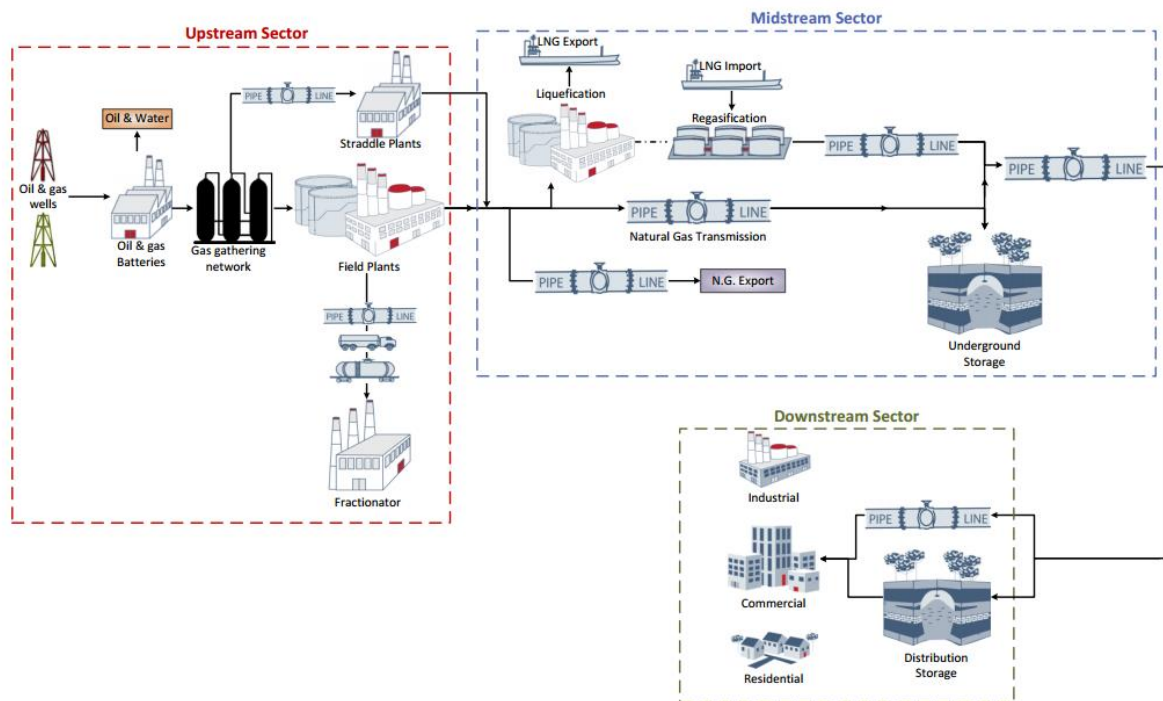 Upstream Sector
Midstream Sector
LNG Export
LNG Import
PIPE LINE
Liquefication
Regasification
Oil & Water
Straddle Plants
PIPE LINE
PIPE LINE
Oil & gas
wells
PIPE LINE
Oil & gas
Batteries
Gas gathering
network
Field Plants
Natural Gas Transmission
PIPE LINE
N.G. Export
PIPE LINE
Underground
Storage
Fractionator
Downstream Sector
Industrial
PIPE LINE
Commercial
Residential
Distribution
Storage